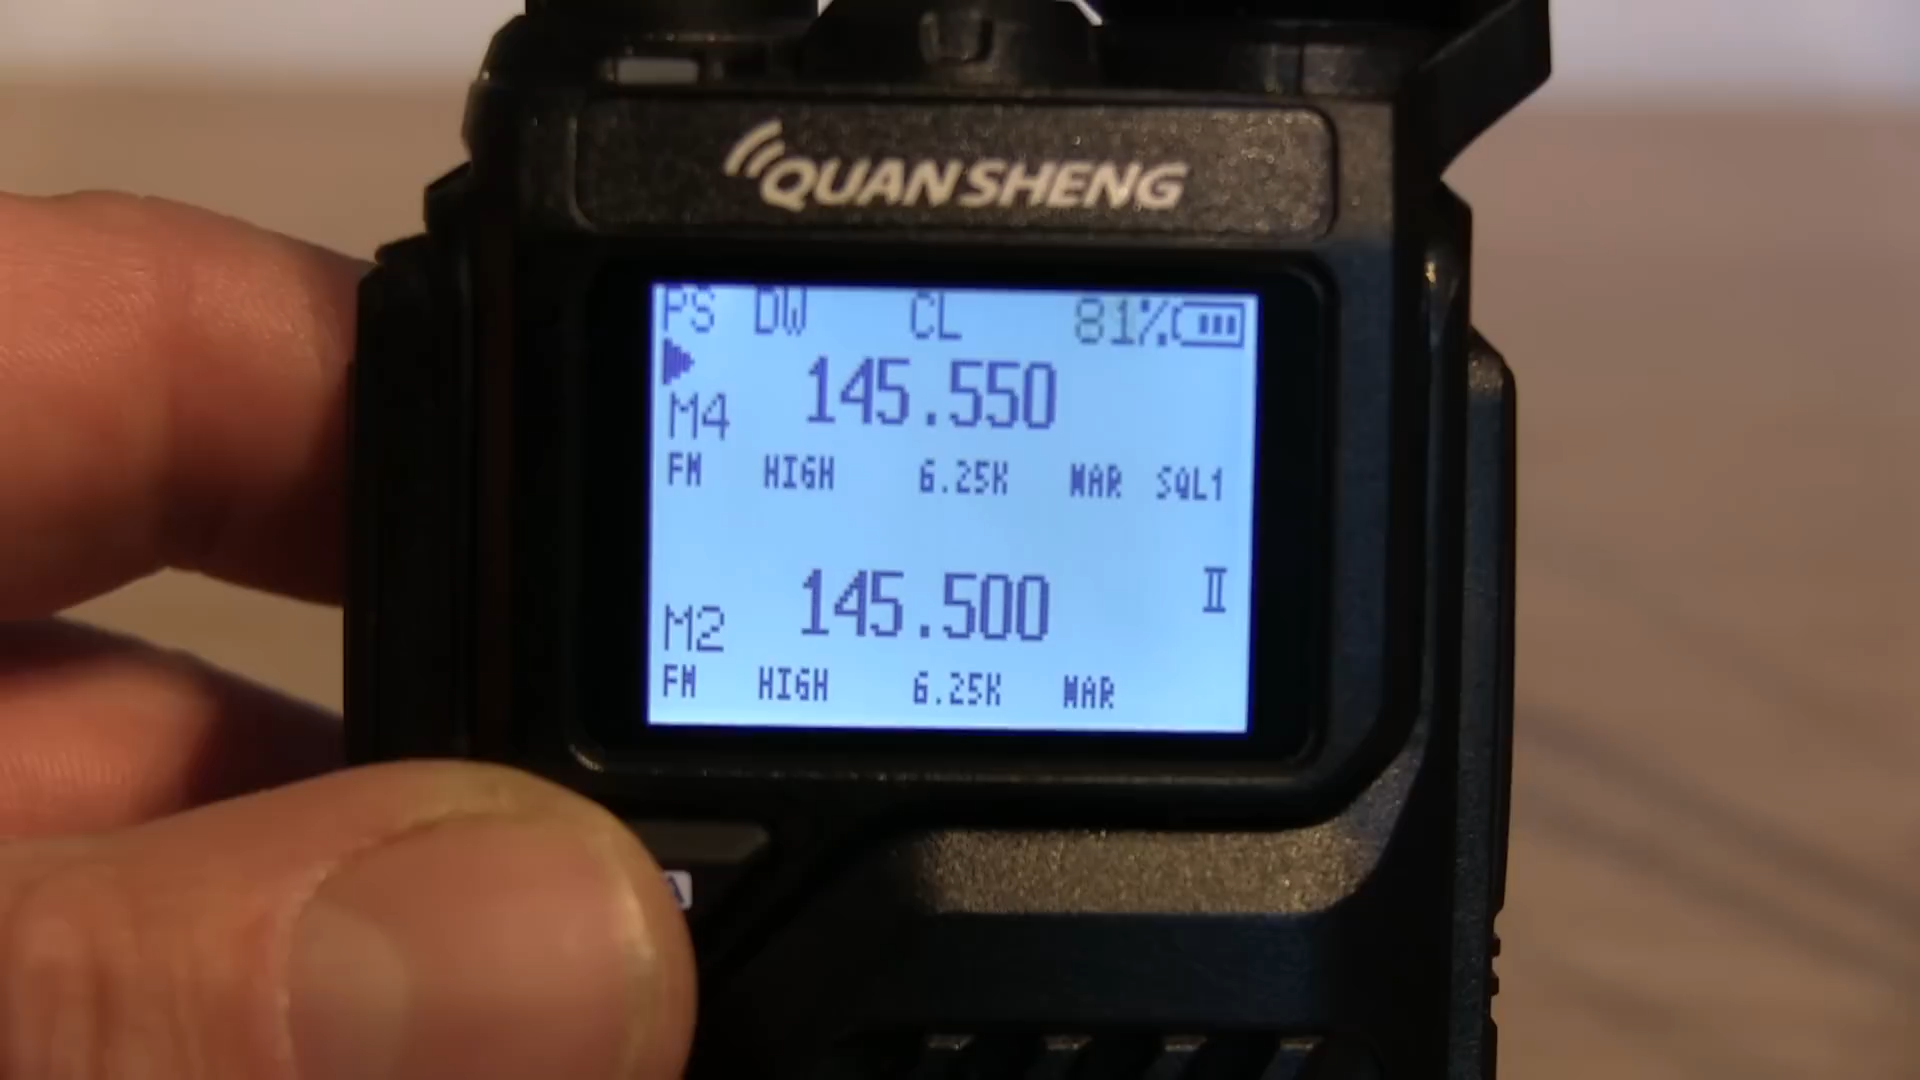 QUANSHENG
PS DW CL 81%
M4 145.550
FM HIGH 6.25K NAR SQL1
M2 145.500 II
FM HIGH 6.25K NAR
A